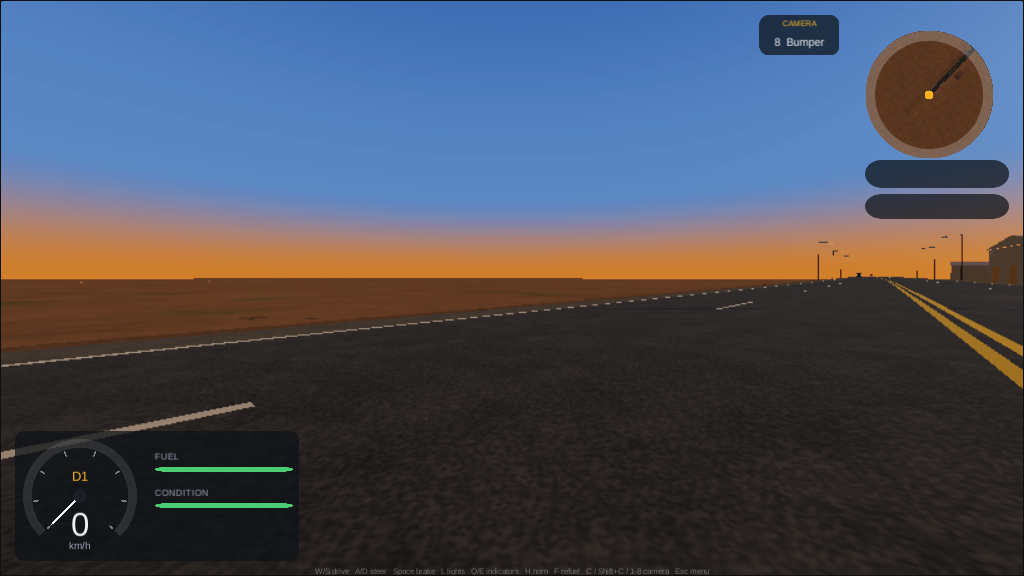 CAMERA
8 Bumper
D1
0
km/h
FUEL
CONDITION
W/S drive A/D steer Space brake L lights Q/E indicators H horn F refuel C / Shift+C / 1-8 camera Esc menu